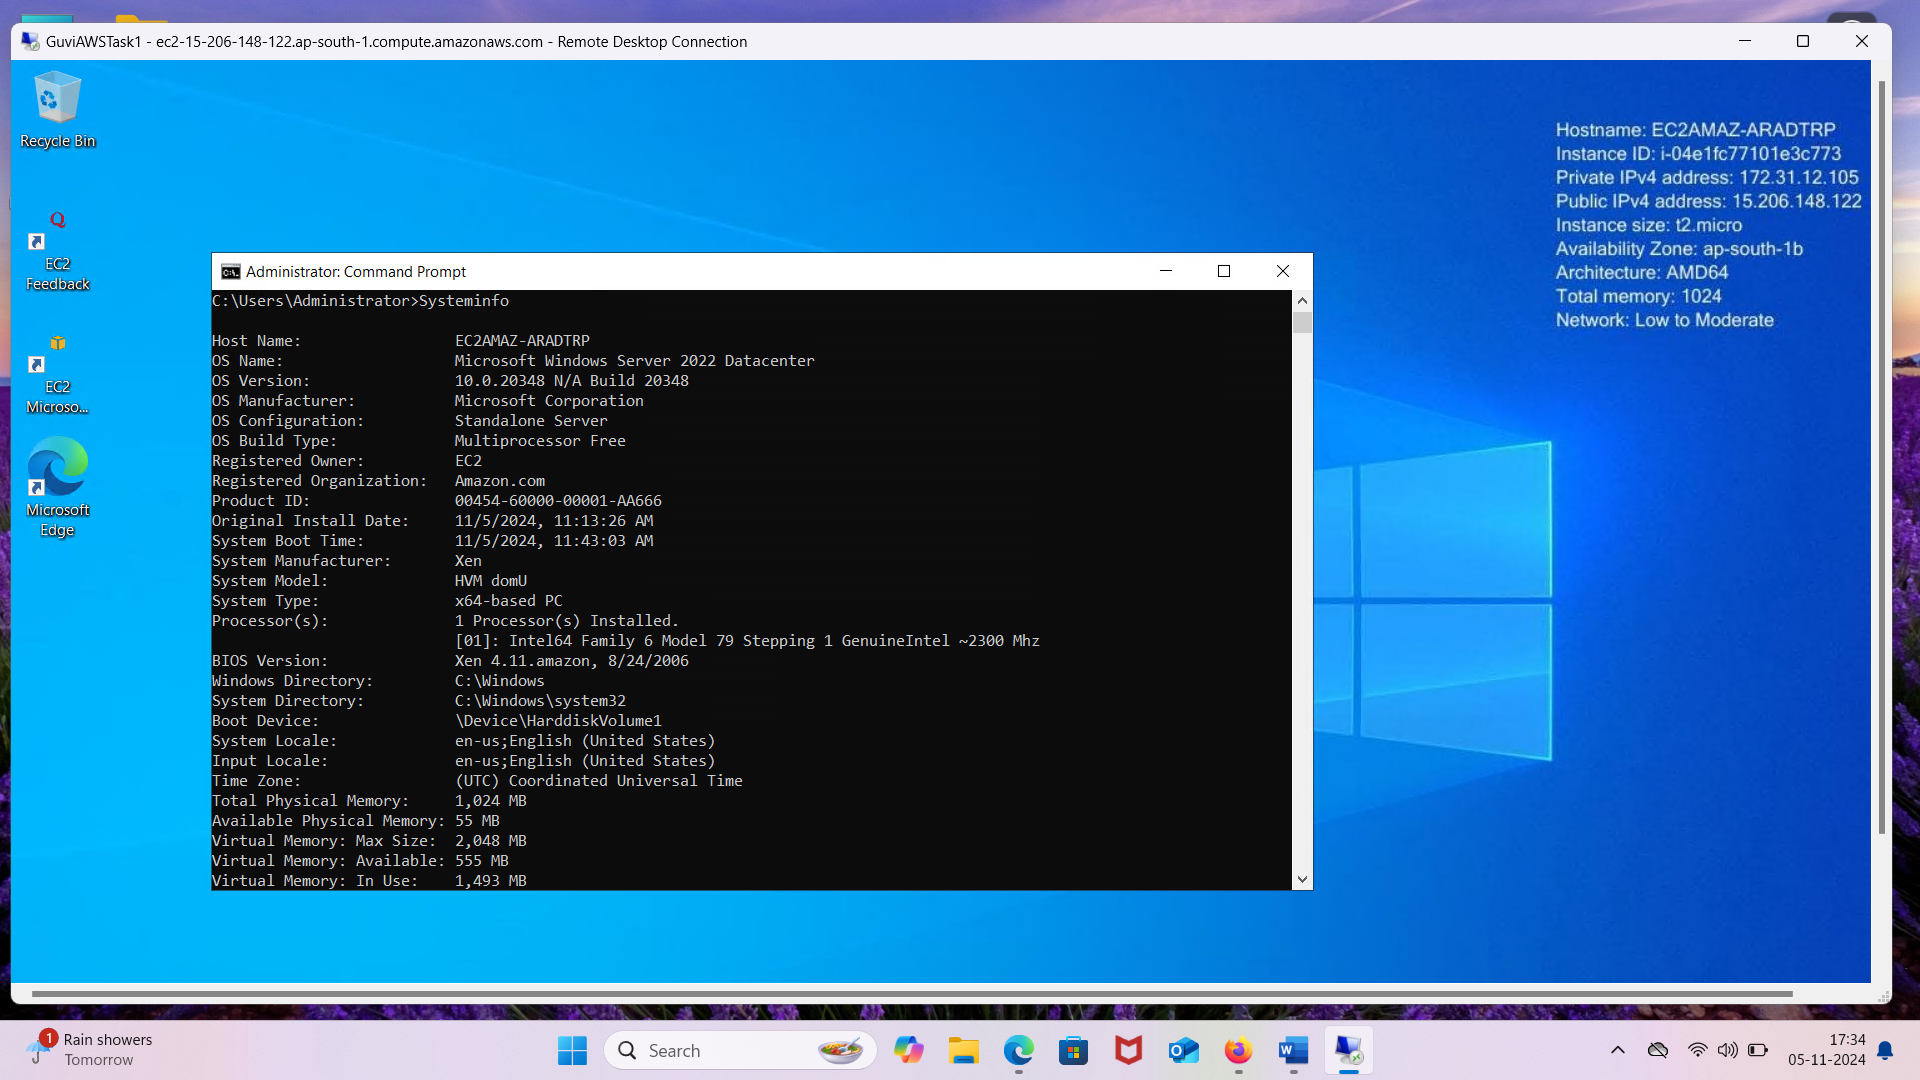 GuviAWSTask1 - ec2-15-206-148-122.ap-south-1.compute.amazonaws.com - Remote Desktop Connection
Recycle Bin
EC2
Feedback
EC2
Microso...
Microsoft
Edge
Hostname: EC2AMAZ-ARADTRP
Instance ID: i-04e1fc77101e3c773
Private IPv4 address: 172.31.12.105
Public IPv4 address: 15.206.148.122
Instance size: t2.micro
Availability Zone: ap-south-1b
Architecture: AMD64
Total memory: 1024
Network: Low to Moderate
Administrator: Command Prompt
C:\Users\Administrator>Systeminfo
Host Name: EC2AMAZ-ARADTRP
OS Name: Microsoft Windows Server 2022 Datacenter
OS Version: 10.0.20348 N/A Build 20348
OS Manufacturer: Microsoft Corporation
OS Configuration: Standalone Server
OS Build Type: Multiprocessor Free
Registered Owner: EC2
Registered Organization: Amazon.com
Product ID: 00454-60000-00001-AA666
Original Install Date: 11/5/2024, 11:13:26 AM
System Boot Time: 11/5/2024, 11:43:03 AM
System Manufacturer: Xen
System Model: HVM domU
System Type: x64-based PC
Processor(s): 1 Processor(s) Installed.
[01]: Intel64 Family 6 Model 79 Stepping 1 GenuineIntel ~2300 Mhz
BIOS Version: Xen 4.11.amazon, 8/24/2006
Windows Directory: C:\Windows
System Directory: C:\Windows\system32
Boot Device: \Device\HarddiskVolume1
System Locale: en-us;English (United States)
Input Locale: en-us;English (United States)
Time Zone: (UTC) Coordinated Universal Time
Total Physical Memory: 1,024 MB
Available Physical Memory: 55 MB
Virtual Memory: Max Size: 2,048 MB
Virtual Memory: Available: 555 MB
Virtual Memory: In Use: 1,493 MB
1
Rain showers
Tomorrow
Search
17:34
05-11-2024